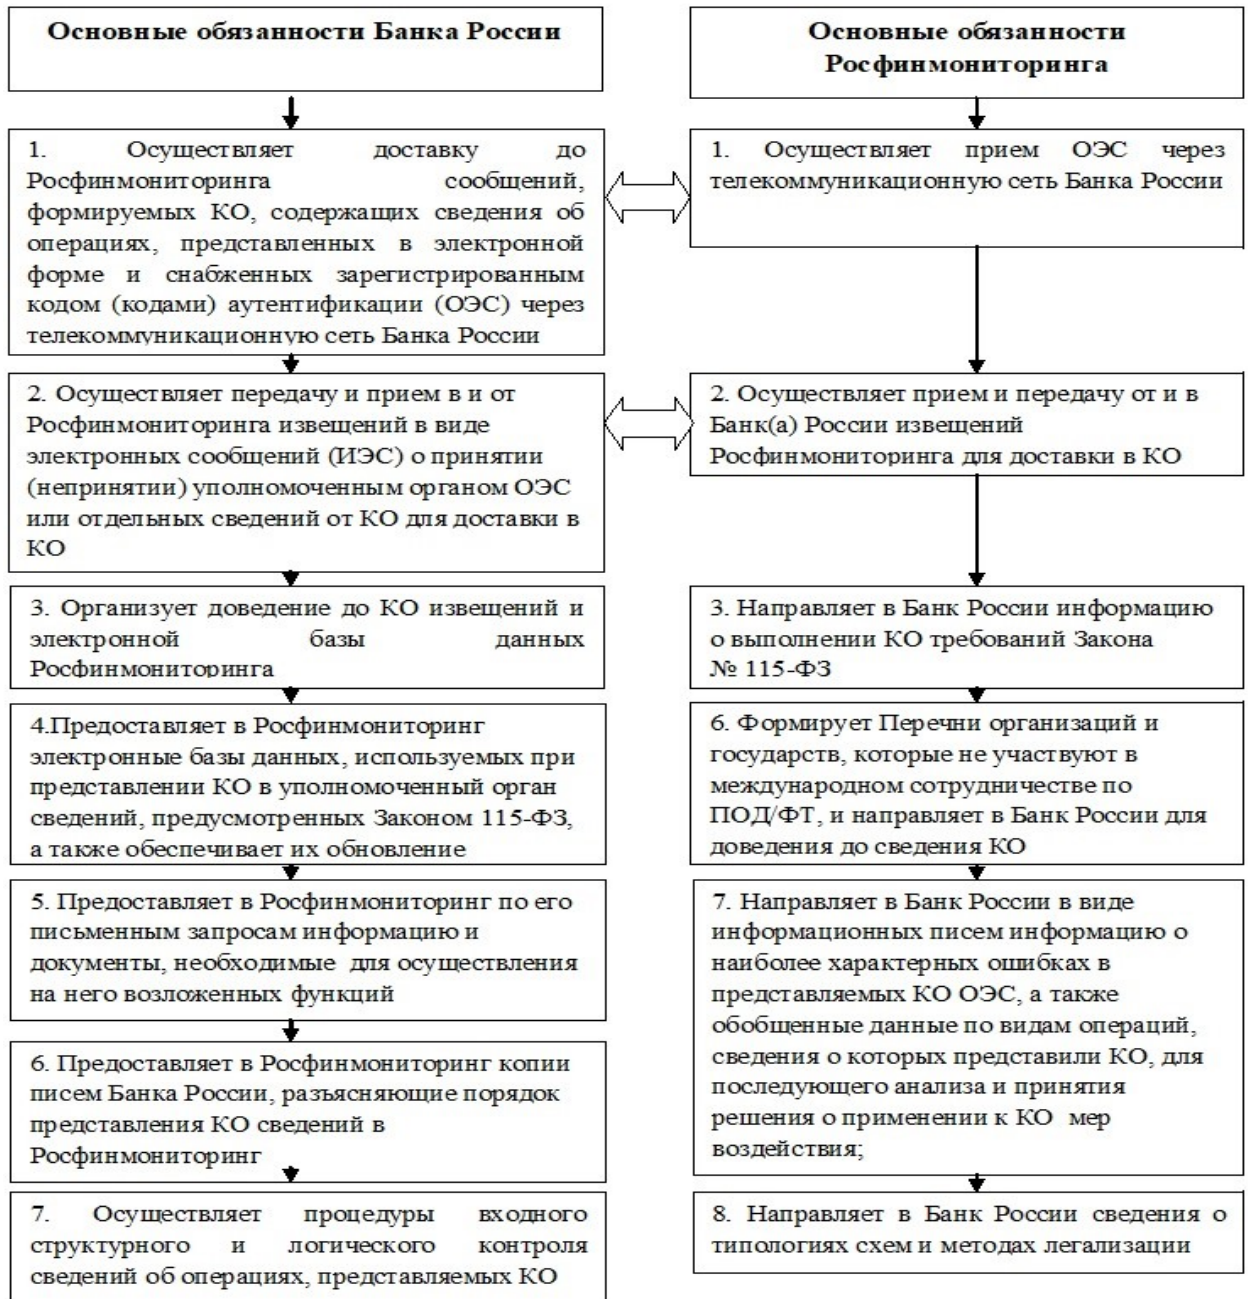 Основные обязанности Банка России
1. Осуществляет доставку до
Росфинмониторинга сообщений,
формируемых КО, содержащих сведения об
операциях, представленных в электронной
форме и снабженных зарегистрированным
кодом (кодами) аутентификации (ОЭС) через
телекоммуникационную сеть Банка России
2. Осуществляет передачу и прием в и от
Росфинмониторинга извещений в виде
электронных сообщений (ИЭС) о принятии
(непринятии) уполномоченным органом ОЭС
или отдельных сведений от КО для доставки в
КО
3. Организует доведение до КО извещений и
электронной базы данных
Росфинмониторинга
4.Предоставляет в Росфинмониторинг
электронные базы данных, используемых при
представлении КО в уполномоченный орган
сведений, предусмотренных Законом 115-ФЗ,
а также обеспечивает их обновление
5. Предоставляет в Росфинмониторинг по его
письменным запросам информацию и
документы, необходимые для осуществления
на него возложенных функций
6. Предоставляет в Росфинмониторинг копии
писем Банка России, разъясняющие порядок
представления КО сведений в
Росфинмониторинг
7. Осуществляет процедуры входного
структурного и логического контроля
сведений об операциях, представляемых КО
Основные обязанности
Росфинмониторинга
1. Осуществляет прием ОЭС через
телекоммуникационную сеть Банка России
2. Осуществляет прием и передачу от и в
Банк(а) России извещений
Росфинмониторинга для доставки в КО
3. Направляет в Банк России информацию
о выполнении КО требований Закона
№ 115-ФЗ
6. Формирует Перечни организаций и
государств, которые не участвуют в
международном сотрудничестве по
ПОД/ФТ, и направляет в Банк России для
доведения до сведения КО
7. Направляет в Банк России в виде
информационных писем информацию о
наиболее характерных ошибках в
представляемых КО ОЭС, а также
обобщенные данные по видам операций,
сведения о которых представили КО, для
последующего анализа и принятия
решения о применении к КО мер
воздействия;
8. Направляет в Банк России сведения о
типологиях схем и методах легализации